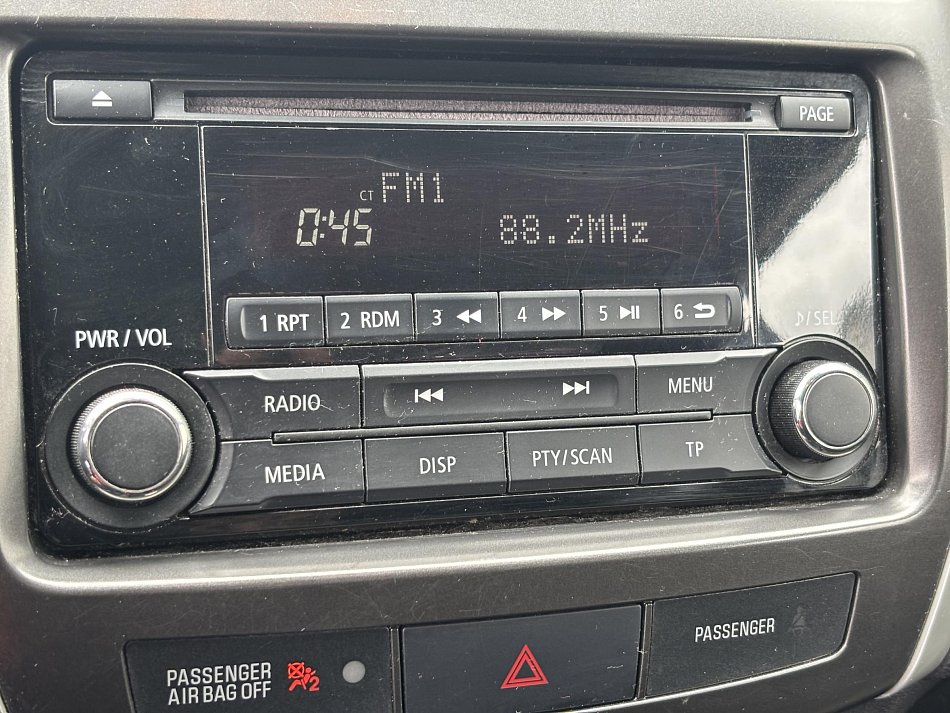 PAGE
CT FM1
0:45 88.2MHz
1 RPT 2 RDM 3 4 5 6
PWR / VOL
♪/SEL
RADIO
MENU
MEDIA DISP PTY/SCAN TP
PASSENGER
AIR BAG OFF
2
PASSENGER